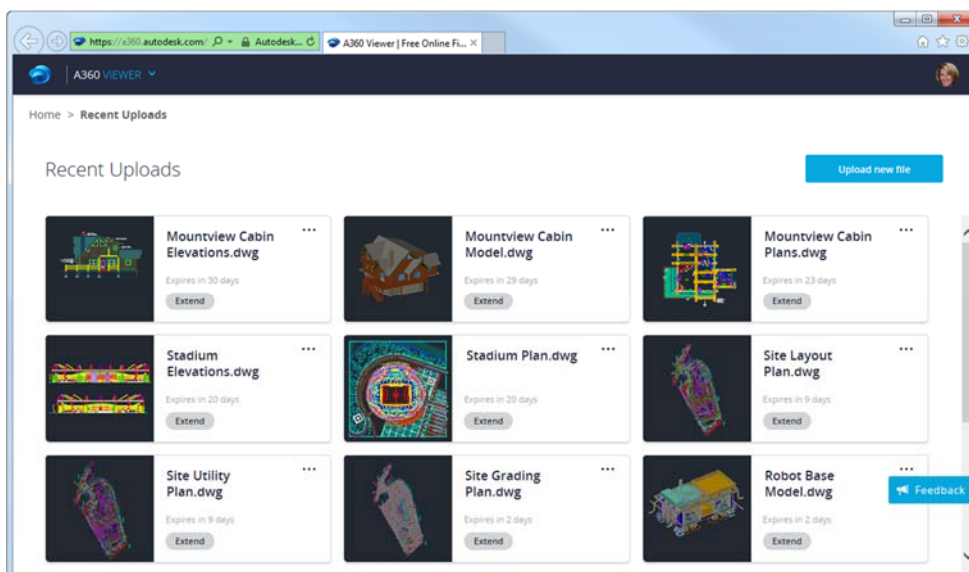 https://a360.autodesk.com/
Autodesk...
A360 Viewer | Free Online Fi...
A360 VIEWER
Home > Recent Uploads
Recent Uploads
Upload new file
Mountview Cabin
Elevations.dwg
Expires in 30 days
Extend
Mountview Cabin
Model.dwg
Expires in 29 days
Extend
Mountview Cabin
Plans.dwg
Expires in 23 days
Extend
Stadium
Elevations.dwg
Expires in 20 days
Extend
Stadium Plan.dwg
Expires in 20 days
Extend
Site Layout
Plan.dwg
Expires in 9 days
Extend
Site Utility
Plan.dwg
Expires in 9 days
Extend
Site Grading
Plan.dwg
Expires in 2 days
Extend
Robot Base
Model.dwg
Expires in 2 days
Extend
Feedback